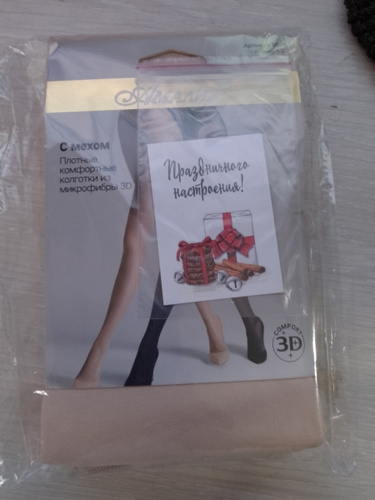 С мехом
Плотные
комфортные
колготки из
микрофибры 3D
Праздничного
настроения!
COMFORT
3D